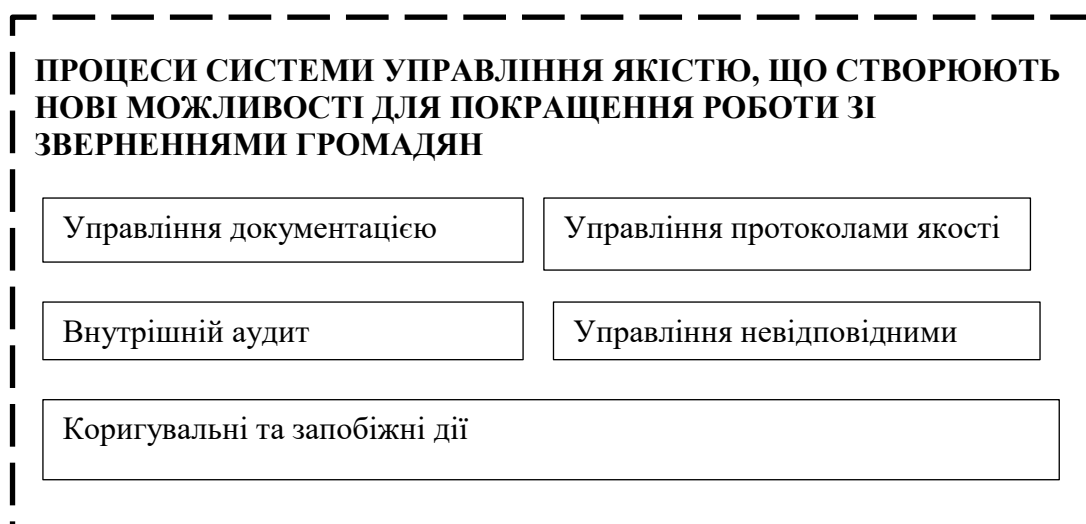 ПРОЦЕСИ СИСТЕМИ УПРАВЛІННЯ ЯКІСТЮ, ЩО СТВОРЮЮТЬ
НОВІ МОЖЛИВОСТІ ДЛЯ ПОКРАЩЕННЯ РОБОТИ ЗІ
ЗВЕРНЕННЯМИ ГРОМАДЯН
Управління документацією
Управління протоколами якості
Внутрішній аудит
Управління невідповідними
Коригувальні та запобіжні дії